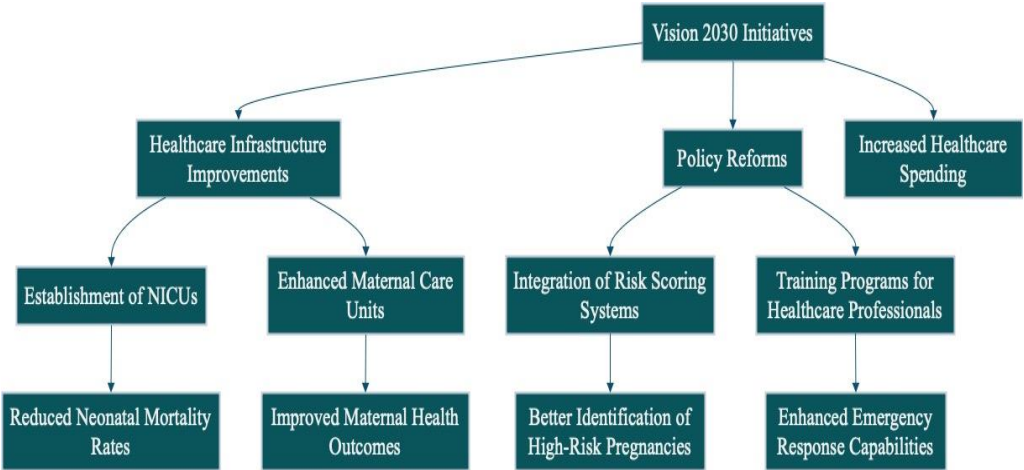 Vision 2030 Initiatives
Healthcare Infrastructure
Improvements
Policy Reforms
Increased Healthcare
Spending
Establishment of NICUs
Enhanced Maternal Care
Units
Integration of Risk Scoring
Systems
Training Programs for
Healthcare Professionals
Reduced Neonatal Mortality
Rates
Improved Maternal Health
Outcomes
Better Identification of
High-Risk Pregnancies
Enhanced Emergency
Response Capabilities